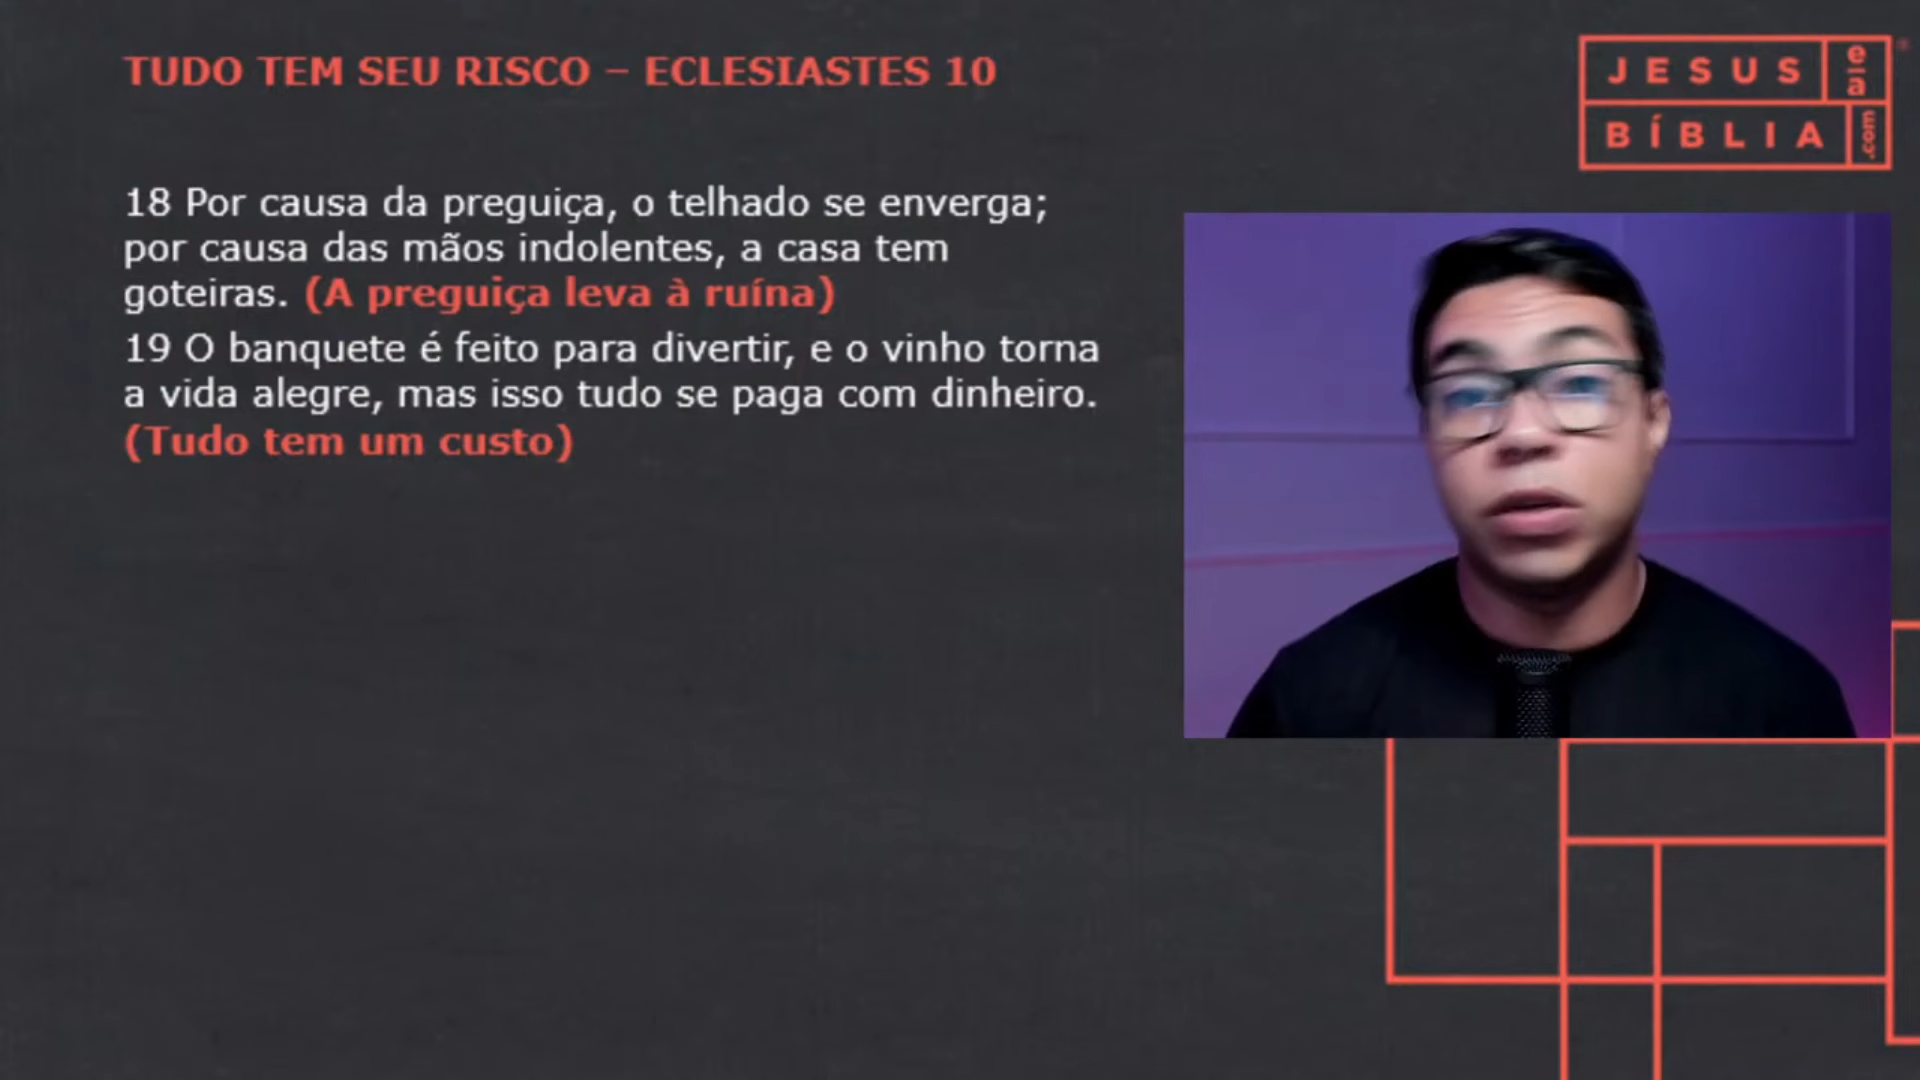 TUDO TEM SEU RISCO – ECLESIASTES 10
JESUS e a
BÍBLIA .com
18 Por causa da preguiça, o telhado se enverga;
por causa das mãos indolentes, a casa tem
goteiras. (A preguiça leva à ruína)
19 O banquete é feito para divertir, e o vinho torna
a vida alegre, mas isso tudo se paga com dinheiro.
(Tudo tem um custo)